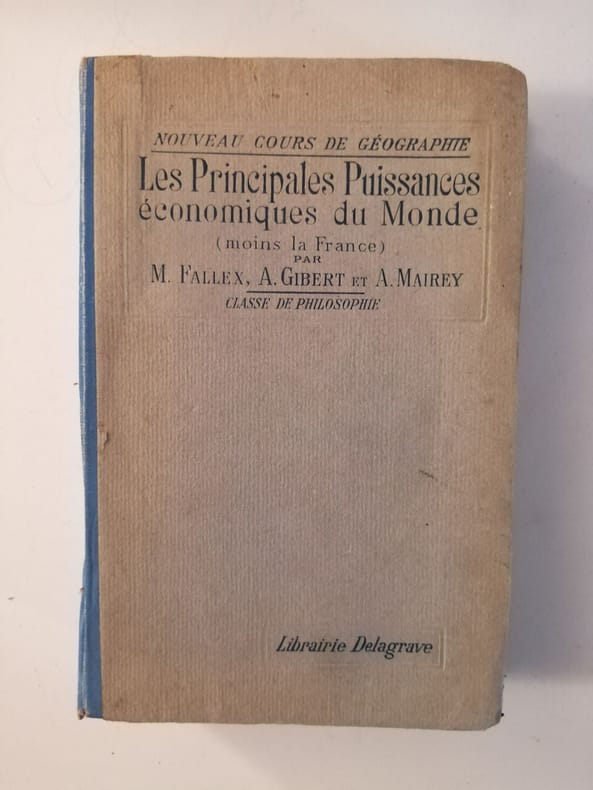 NOUVEAU COURS DE GÉOGRAPHIE
Les Principales Puissances
économiques du Monde
(moins la France)
PAR
M. FALLEX, A. GIBERT ET A. MAIREY
CLASSE DE PHILOSOPHIE
Librairie Delagrave